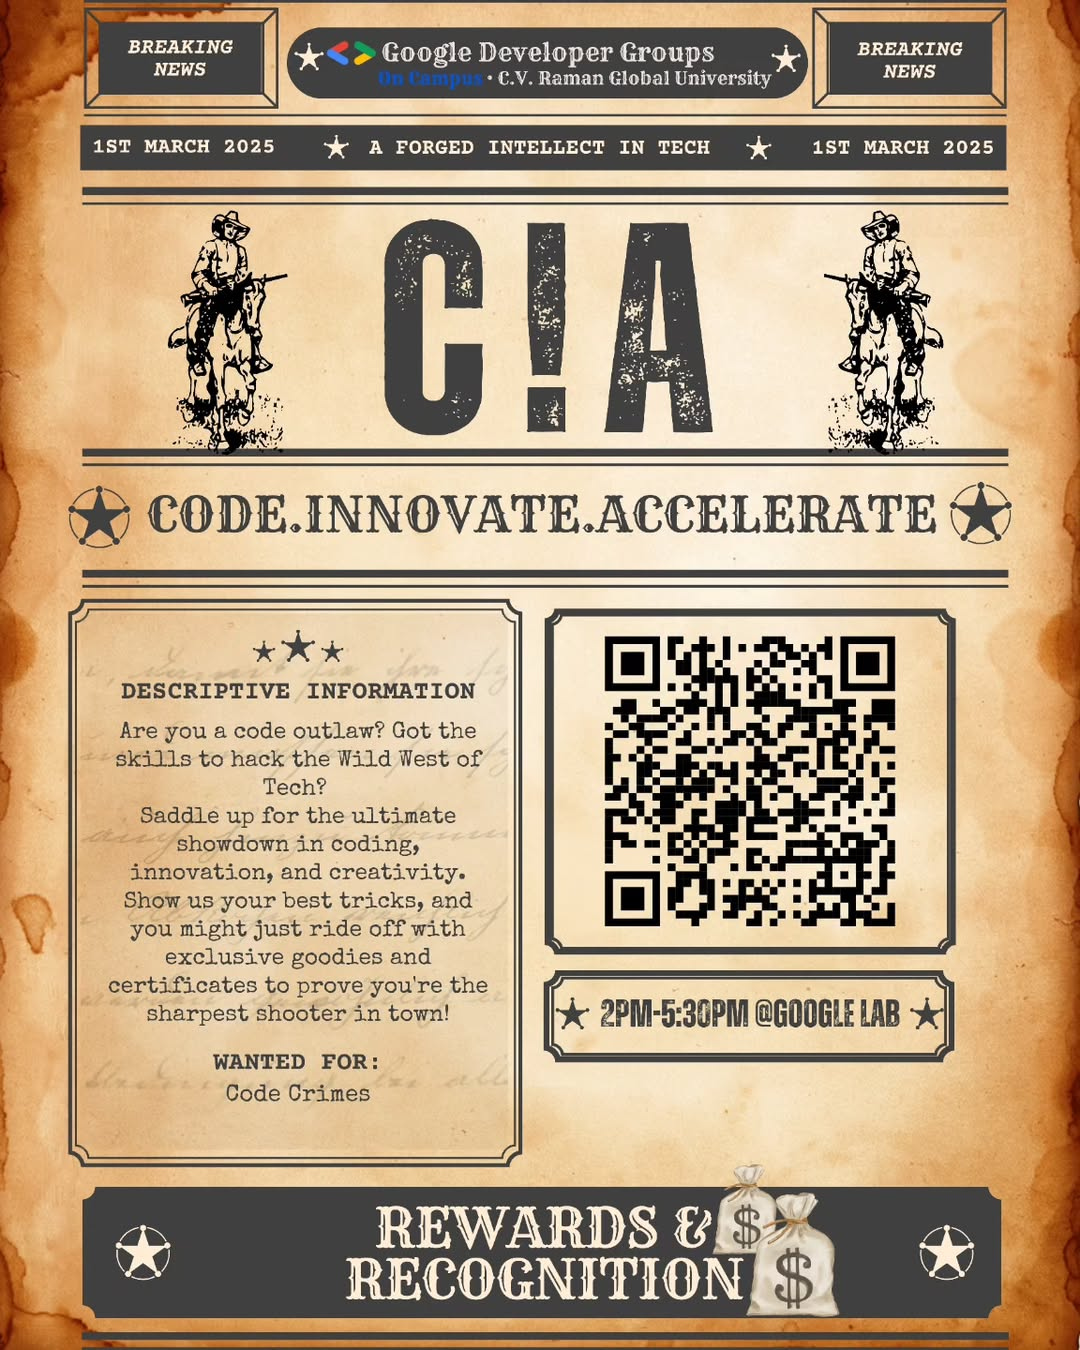 BREAKING
NEWS
Google Developer Groups
On Campus • C.V. Raman Global University
BREAKING
NEWS
1ST MARCH 2025
A FORGED INTELLECT IN TECH
1ST MARCH 2025
C!A
CODE.INNOVATE.ACCELERATE
DESCRIPTIVE INFORMATION
Are you a code outlaw? Got the
skills to hack the Wild West of
Tech?
Saddle up for the ultimate
showdown in coding,
innovation, and creativity.
Show us your best tricks, and
you might just ride off with
exclusive goodies and
certificates to prove you're the
sharpest shooter in town!
WANTED FOR:
Code Crimes
2PM-5:30PM @GOOGLE LAB
REWARDS &
RECOGNITION
$
$